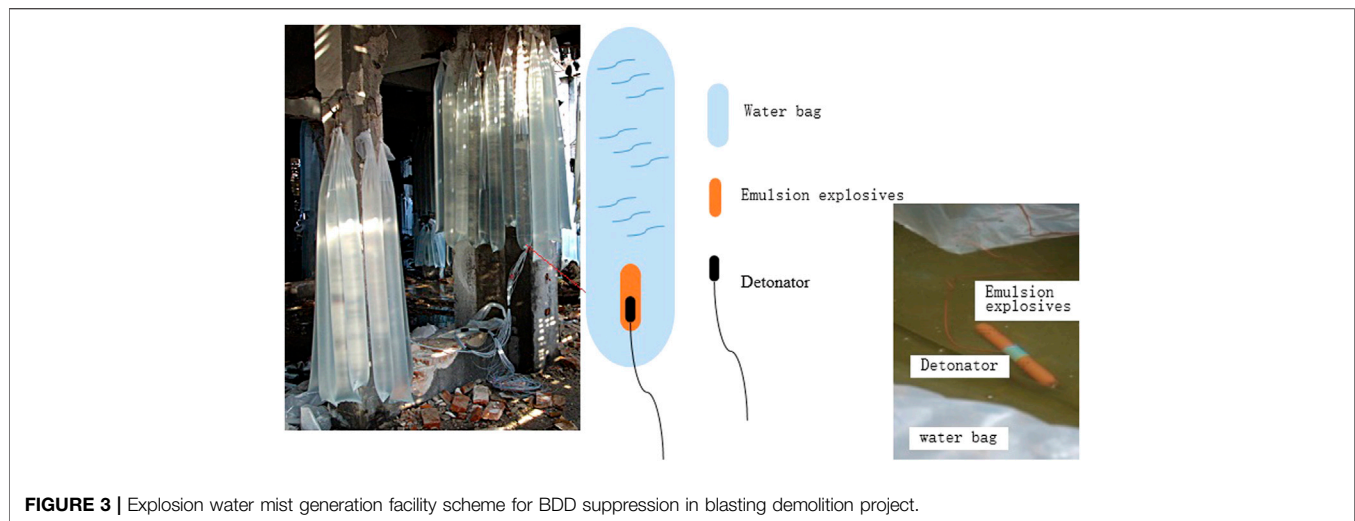 Water bag
Emulsion explosives
Detonator
Emulsion
explosives
Detonator
water bag
FIGURE 3 | Explosion water mist generation facility scheme for BDD suppression in blasting demolition project.